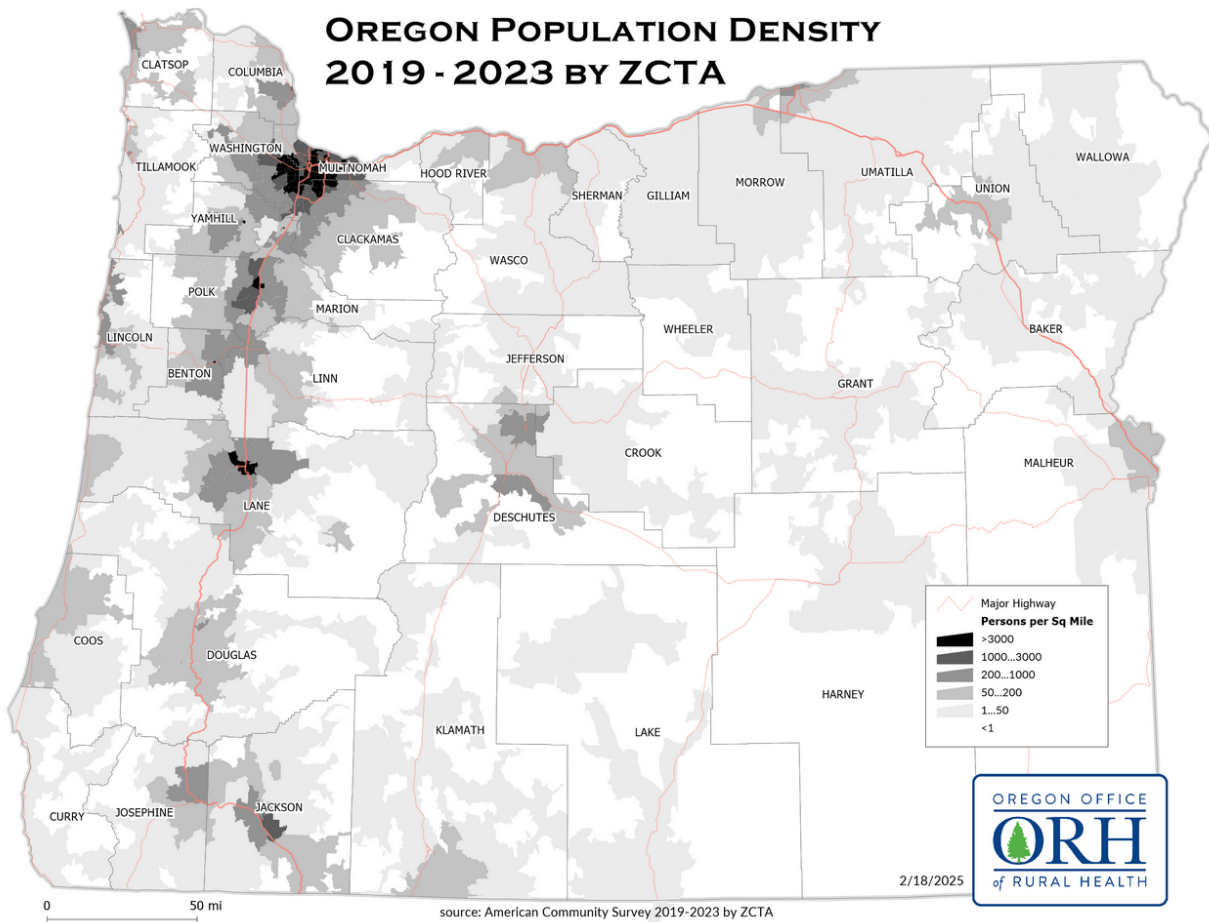 OREGON POPULATION DENSITY
2019 - 2023 BY ZCTA
CLATSOP
COLUMBIA
WASHINGTON
TILLAMOOK
MULTNOMAH
HOOD RIVER
SHERMAN
GILLIAM
MORROW
UMATILLA
UNION
WALLOWA
YAMHILL
CLACKAMAS
WASCO
POLK
MARION
WHEELER
BAKER
LINCOLN
JEFFERSON
BENTON
LINN
GRANT
CROOK
MALHEUR
LANE
DESCHUTES
COOS
DOUGLAS
HARNEY
KLAMATH
LAKE
CURRY
JOSEPHINE
JACKSON
Major Highway
Persons per Sq Mile
>3000
1000...3000
200...1000
50...200
1...50
<1
OREGON OFFICE
ORH
of RURAL HEALTH
2/18/2025
0 50 mi
source: American Community Survey 2019-2023 by ZCTA